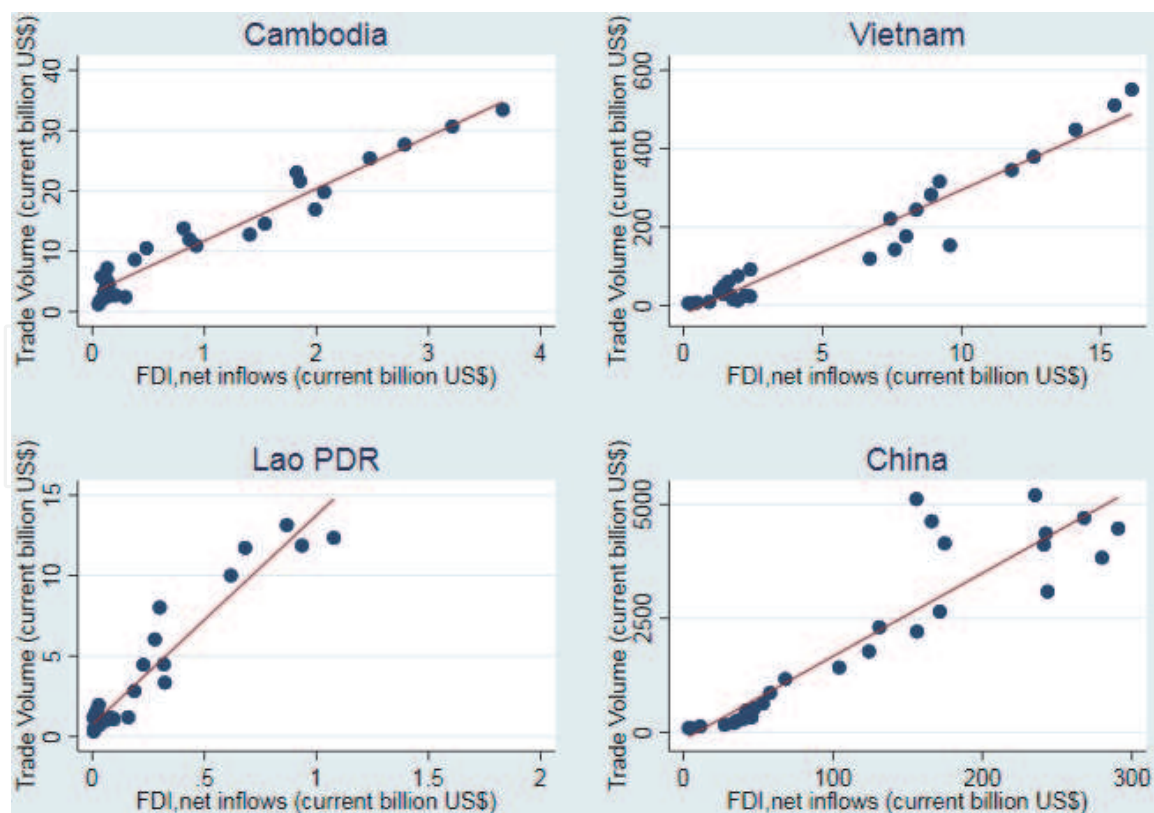 Cambodia
Trade Volume (current billion US$)
40
30
20
10
0
0 1 2 3 4
FDI,net inflows (current billion US$)
Vietnam
Trade Volume (current billion US$)
600
400
200
0
0 5 10 15
FDI,net inflows (current billion US$)
Lao PDR
Trade Volume (current billion US$)
15
10
5
0
0 .5 1 1.5 2
FDI,net inflows (current billion US$)
China
Trade Volume (current billion US$)
5000
2500
0
0 100 200 300
FDI,net inflows (current billion US$)